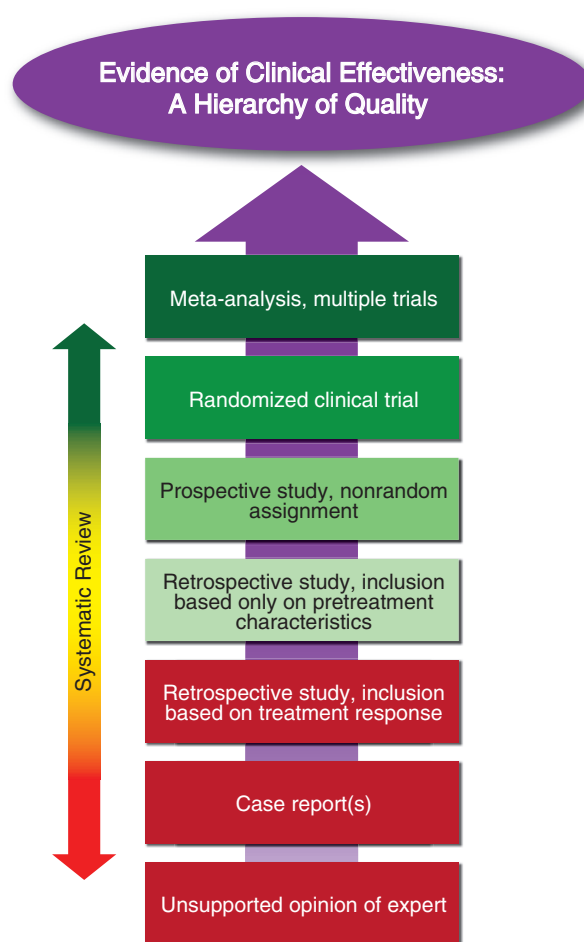 Evidence of Clinical Effectiveness:
A Hierarchy of Quality
Meta-analysis, multiple trials
Randomized clinical trial
Prospective study, nonrandom
assignment
Retrospective study, inclusion
based only on pretreatment
characteristics
Retrospective study, inclusion
based on treatment response
Case report(s)
Unsupported opinion of expert
Systematic Review